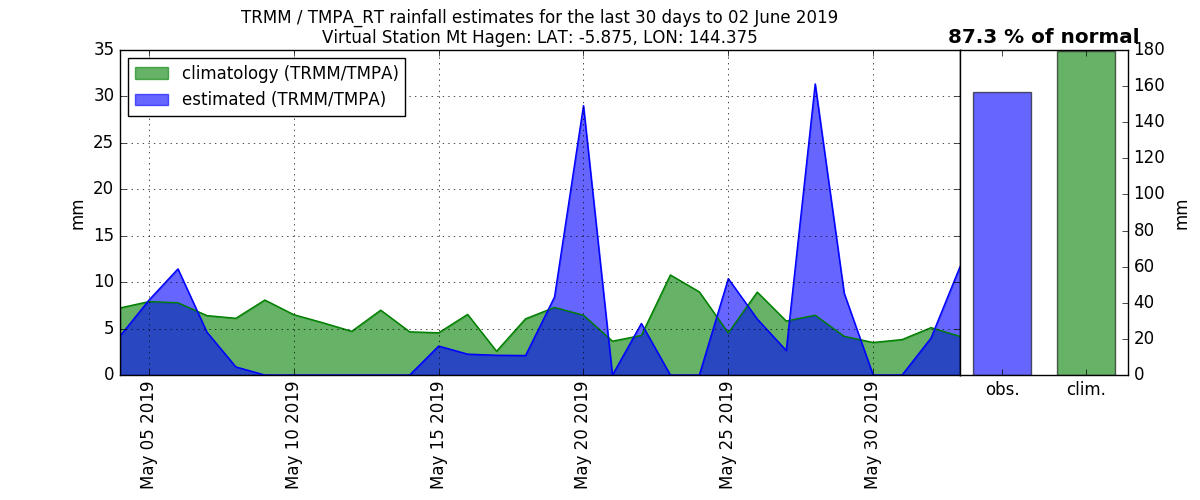 TRMM / TMPA_RT rainfall estimates for the last 30 days to 02 June 2019
Virtual Station Mt Hagen: LAT: -5.875, LON: 144.375
87.3 % of normal
climatology (TRMM/TMPA)
estimated (TRMM/TMPA)
35
30
25
20
15
10
5
0
mm
May 05 2019
May 10 2019
May 15 2019
May 20 2019
May 25 2019
May 30 2019
obs.
clim.
180
160
140
120
100
80
60
40
20
0
mm